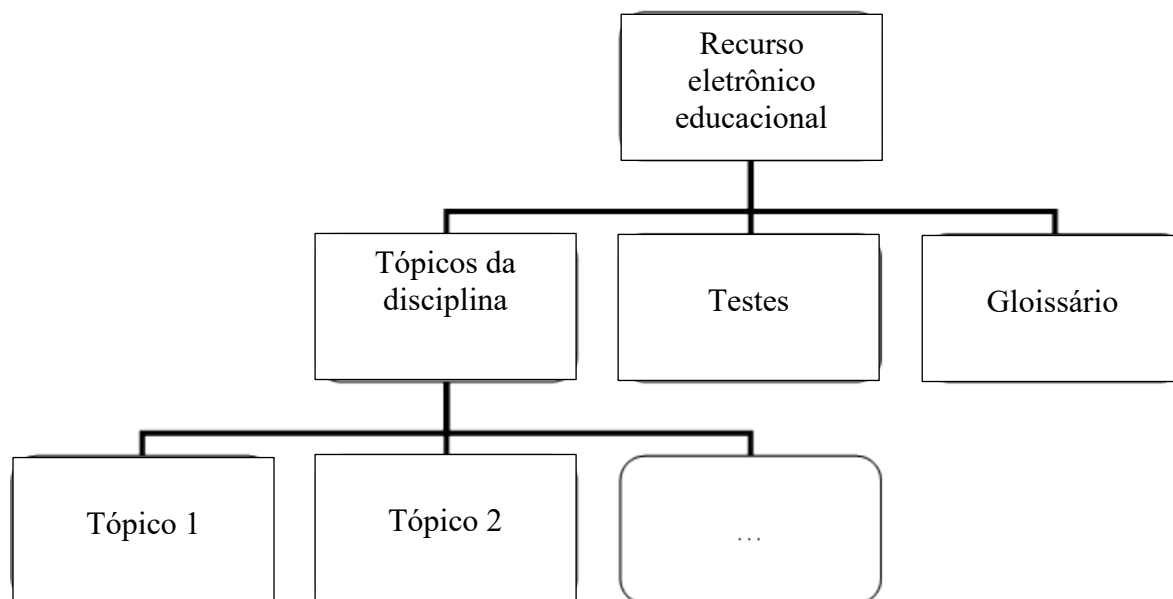 Recurso
eletrônico
educacional
Tópicos da
disciplina
Testes
Gloissário
Tópico 1
Tópico 2
...